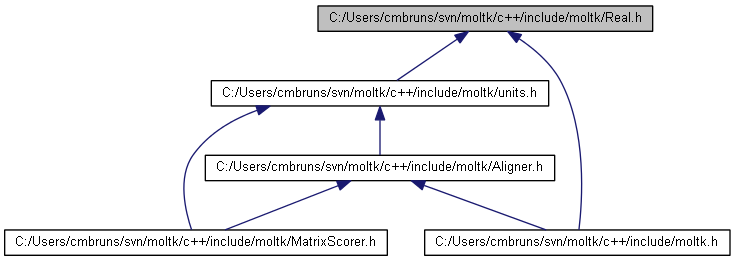 C:/Users/cmbruns/svn/moltk/c++/include/moltk/Real.h
C:/Users/cmbruns/svn/moltk/c++/include/moltk/units.h
C:/Users/cmbruns/svn/moltk/c++/include/moltk/Aligner.h
C:/Users/cmbruns/svn/moltk/c++/include/moltk/MatrixScorer.h
C:/Users/cmbruns/svn/moltk/c++/include/moltk.h